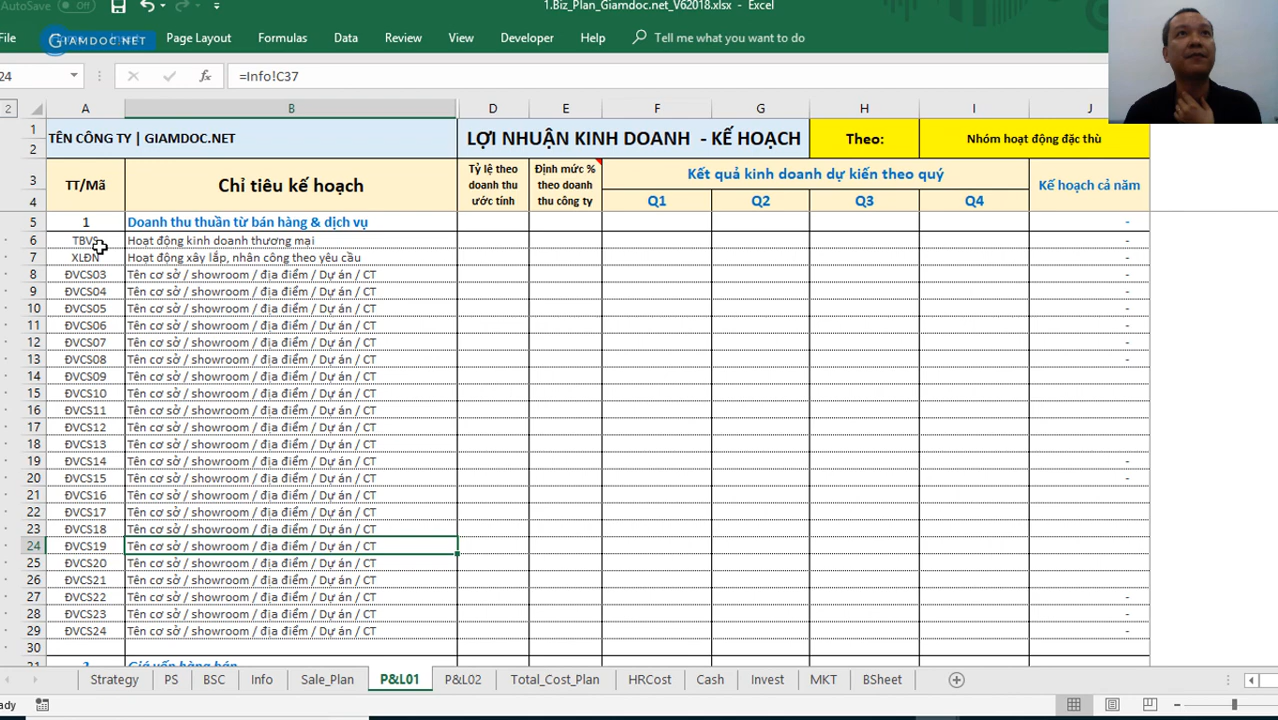 AutoSave Off 1.Biz_Plan_Giamdoc.net_V62018.xlsx - Excel
File GIAMDOC.NET Page Layout Formulas Data Review View Developer Help Tell me what you want to do
24 fx =Info!C37
2 A B D E F G H I J
1 TÊN CÔNG TY | GIAMDOC.NET LỢI NHUẬN KINH DOANH - KẾ HOẠCH Theo: Nhóm hoạt động đặc thù
2
3 TT/Mã Chỉ tiêu kế hoạch Tỷ lệ theo doanh thu ước tính Định mức % theo doanh thu công ty Kết quả kinh doanh dự kiến theo quý Kế hoạch cả năm
4 Q1 Q2 Q3 Q4
5 1 Doanh thu thuần từ bán hàng & dịch vụ -
6 TBVS Hoạt động kinh doanh thương mại -
7 XLĐN Hoạt động xây lắp, nhân công theo yêu cầu -
8 ĐVCS03 Tên cơ sở / showroom / địa điểm / Dự án / CT -
9 ĐVCS04 Tên cơ sở / showroom / địa điểm / Dự án / CT -
10 ĐVCS05 Tên cơ sở / showroom / địa điểm / Dự án / CT -
11 ĐVCS06 Tên cơ sở / showroom / địa điểm / Dự án / CT -
12 ĐVCS07 Tên cơ sở / showroom / địa điểm / Dự án / CT -
13 ĐVCS08 Tên cơ sở / showroom / địa điểm / Dự án / CT -
14 ĐVCS09 Tên cơ sở / showroom / địa điểm / Dự án / CT
15 ĐVCS10 Tên cơ sở / showroom / địa điểm / Dự án / CT
16 ĐVCS11 Tên cơ sở / showroom / địa điểm / Dự án / CT
17 ĐVCS12 Tên cơ sở / showroom / địa điểm / Dự án / CT
18 ĐVCS13 Tên cơ sở / showroom / địa điểm / Dự án / CT
19 ĐVCS14 Tên cơ sở / showroom / địa điểm / Dự án / CT -
20 ĐVCS15 Tên cơ sở / showroom / địa điểm / Dự án / CT -
21 ĐVCS16 Tên cơ sở / showroom / địa điểm / Dự án / CT
22 ĐVCS17 Tên cơ sở / showroom / địa điểm / Dự án / CT
23 ĐVCS18 Tên cơ sở / showroom / địa điểm / Dự án / CT
24 ĐVCS19 Tên cơ sở / showroom / địa điểm / Dự án / CT
25 ĐVCS20 Tên cơ sở / showroom / địa điểm / Dự án / CT
26 ĐVCS21 Tên cơ sở / showroom / địa điểm / Dự án / CT
27 ĐVCS22 Tên cơ sở / showroom / địa điểm / Dự án / CT -
28 ĐVCS23 Tên cơ sở / showroom / địa điểm / Dự án / CT -
29 ĐVCS24 Tên cơ sở / showroom / địa điểm / Dự án / CT -
30
31 2 Giá vốn hàng bán
Strategy PS BSC Info Sale_Plan P&L01 P&L02 Total_Cost_Plan HRCost Cash Invest MKT BSheet
ady